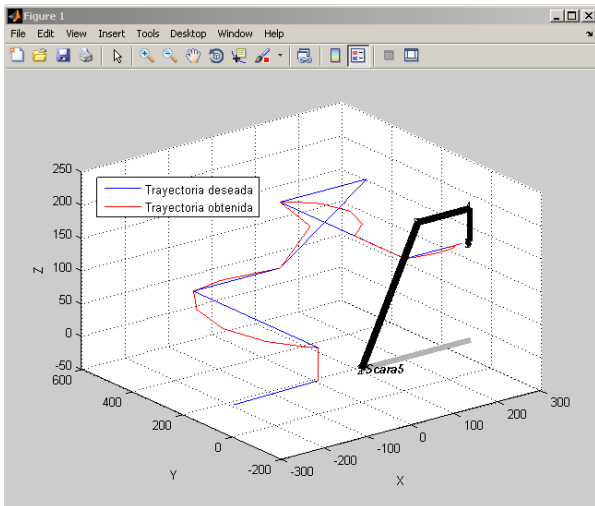 Figure 1
File Edit View Insert Tools Desktop Window Help
Trayectoria deseada
Trayectoria obtenida
250
200
150
100
50
0
-50
Z
600
400
200
0
-200
Y
-300
-200
-100
0
100
200
300
X
Scara5